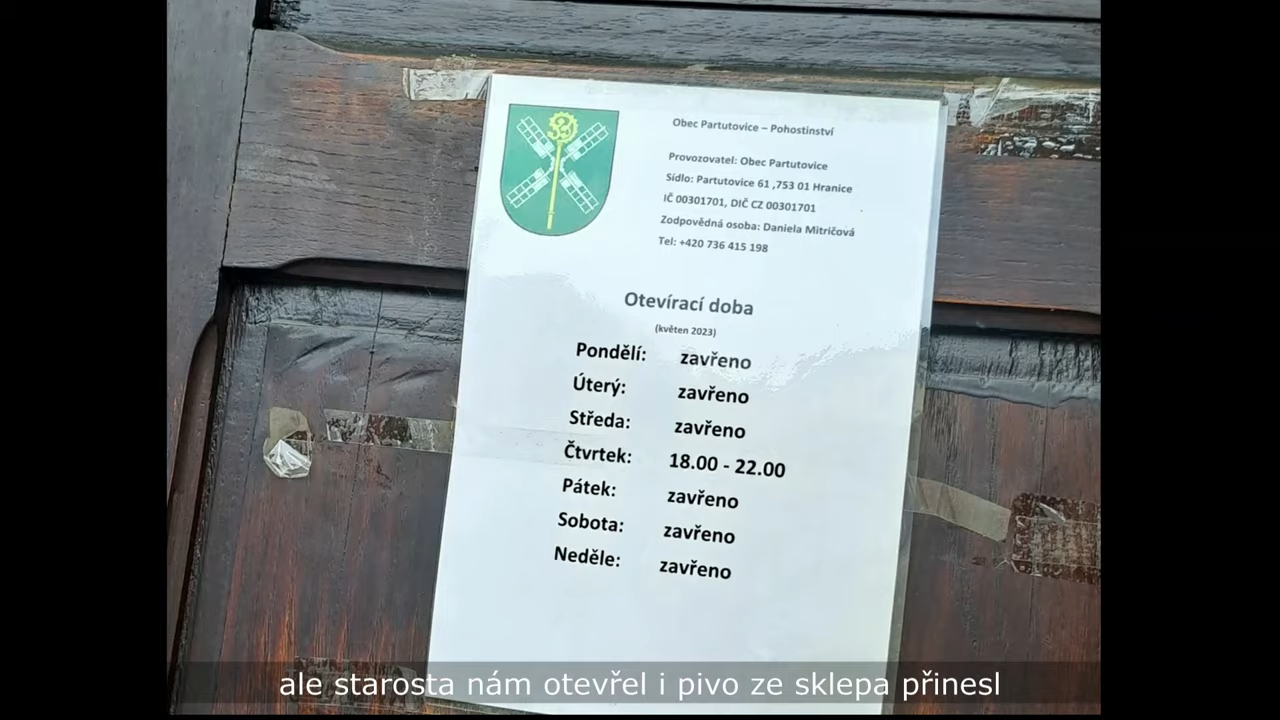 Obec Partutovice – Pohostinství
Provozovatel: Obec Partutovice
Sídlo: Partutovice 61 ,753 01 Hranice
IČ 00301701, DIČ CZ 00301701
Zodpovědná osoba: Daniela Mitričová
Tel: +420 736 415 198
Otevírací doba
(květen 2023)
Pondělí: zavřeno
Úterý: zavřeno
Středa: zavřeno
Čtvrtek: 18.00 - 22.00
Pátek: zavřeno
Sobota: zavřeno
Neděle: zavřeno
ale starosta nám otevřel i pivo ze sklepa přinesl